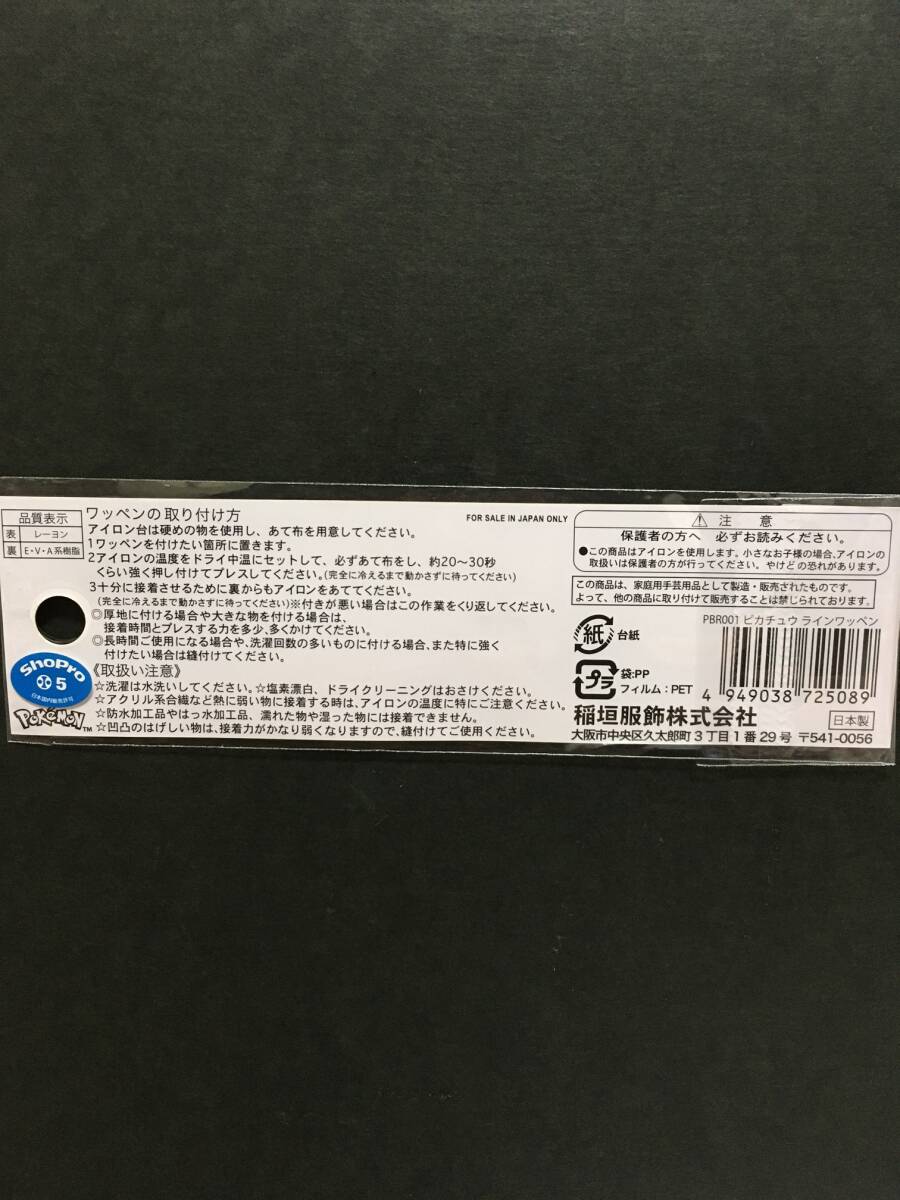 品質表示
表 レーヨン
裏 E・V・A系樹脂
ShoPro
5
日本国内販売許可
POKÉMON™
ワッペンの取り付け方
アイロン台は硬めの物を使用し、あて布を用意してください。
1ワッペンを付けたい箇所に置きます。
2アイロンの温度をドライ中温にセットして、必ずあて布をし、約20～30秒
くらい強く押し付けてプレスしてください。(完全に冷えるまで動かさずに待ってください)
3十分に接着させるために裏からもアイロンをあててください。
(完全に冷えるまで動かさずに待ってください)※付きが悪い場合はこの作業をくり返してください。
◎厚地に付ける場合や大きな物を付ける場合は、
接着時間とプレスする力を多少、多くかけてください。
◎長時間ご使用になる場合や、洗濯回数の多いものに付ける場合、また特に強く
付けたい場合は縫付けてください。
《取扱い注意》
☆洗濯は水洗いしてください。☆塩素漂白、ドライクリーニングはおさけください。
☆アクリル系合繊など熱に弱い物に接着する時は、アイロンの温度に特にご注意ください。
☆防水加工品やはっ水加工品、濡れた物や湿った物には接着できません。
☆凹凸のはげしい物は、接着力がかなり弱くなりますので、縫付けてご使用ください。
FOR SALE IN JAPAN ONLY
⚠ 注意
保護者の方へ 必ずお読みください。
●この商品はアイロンを使用します。小さなお子様の場合、アイロンの
取扱いは保護者の方が行ってください。やけどの恐れがあります。
この商品は、家庭用手芸用品として製造・販売されたものです。
よって、他の商品に取り付けて販売することは禁じられております。
PBR001 ピカチュウ ラインワッペン
紙 台紙
プラ 袋:PP
フィルム:PET
4 949038 725089
稲垣服飾株式会社
日本製
大阪市中央区久太郎町3丁目1番29号 〒541-0056